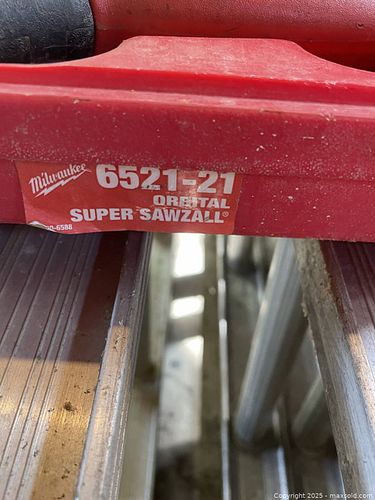 Milwaukee
6521-21
ORBITAL
SUPER SAWZALL®
Copyright 2025 - maxsold.com